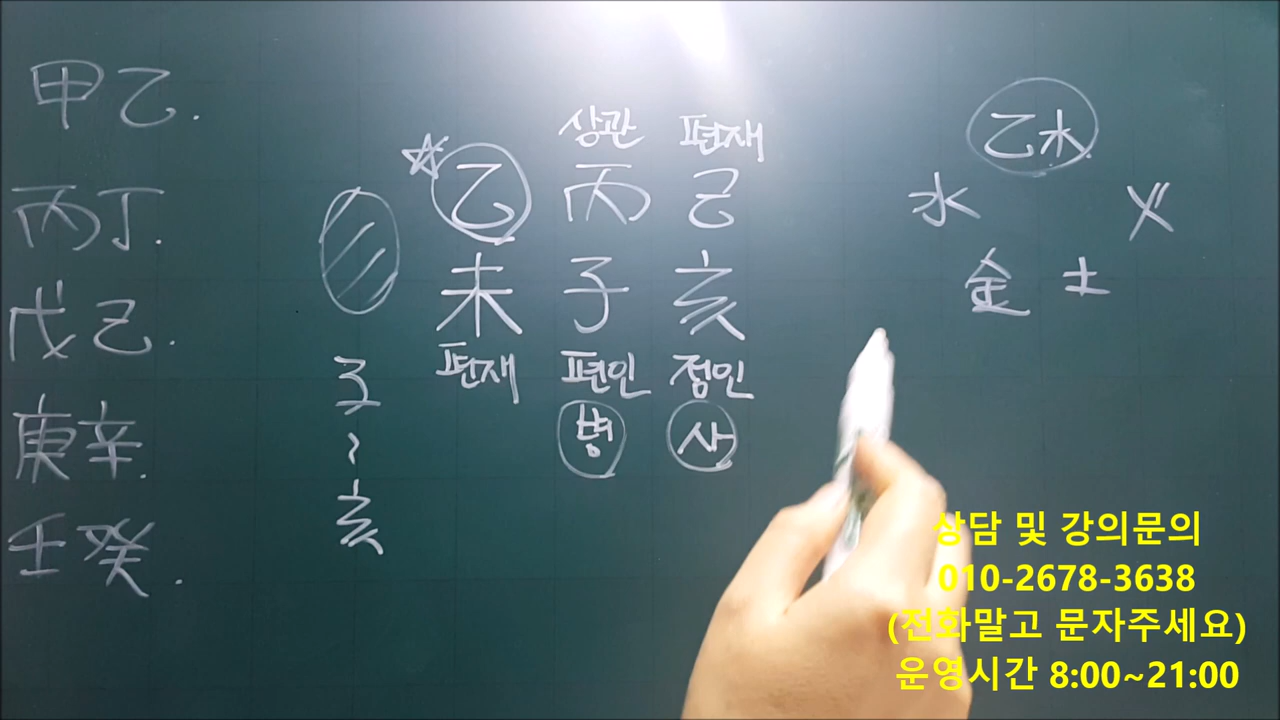 甲乙.
丙丁.
戊己.
庚辛.
壬癸.
子
~
亥
상관 편재
☆ 乙 丙 己
未 子 亥
편재 편인 정인
병 사
乙木
水 火
金 土
상담 및 강의문의
010-2678-3638
(전화말고 문자주세요)
운영시간 8:00~21:00